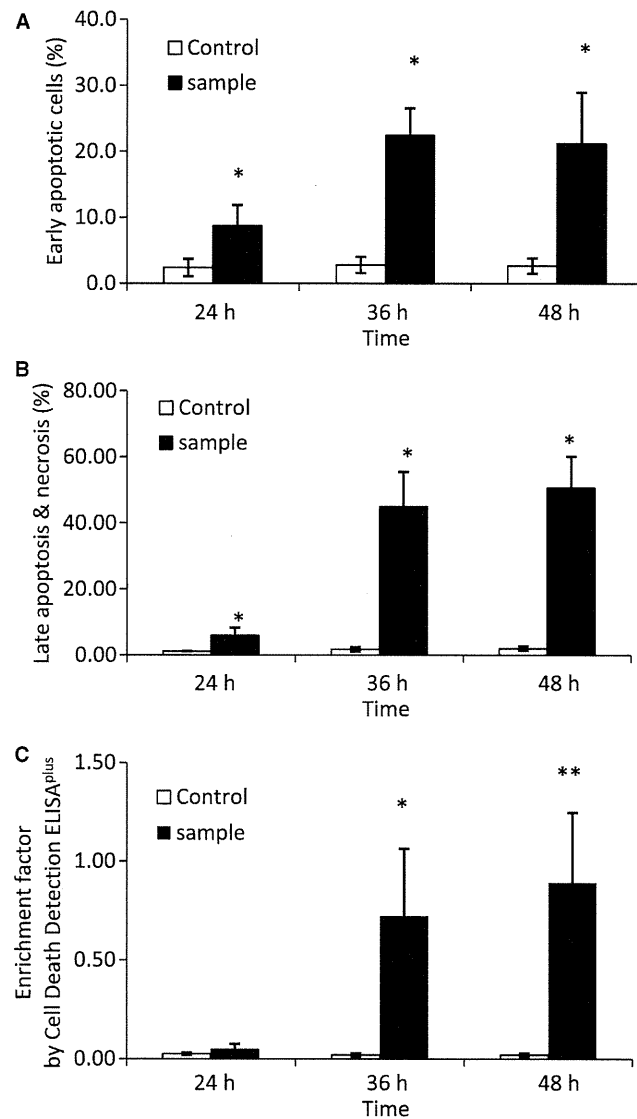 A
Early apoptotic cells (%)
40.0
30.0
20.0
10.0
0.0
Control
sample
*
*
*
24 h
36 h
48 h
Time
B
Late apoptosis & necrosis (%)
80.00
60.00
40.00
20.00
0.00
Control
sample
*
*
*
24 h
36 h
48 h
Time
C
Enrichment factor
by Cell Death Detection ELISAplus
1.50
1.00
0.50
0.00
Control
sample
*
**
24 h
36 h
48 h
Time